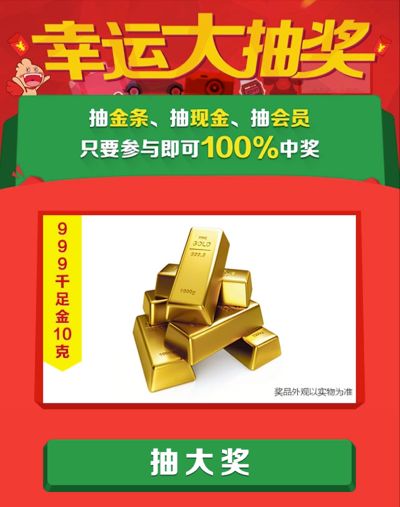 幸运大抽奖
抽金条、抽现金、抽会员
只要参与即可100%中奖
999千足金10克
FINE
GOLD
999.9
1000g
奖品外观以实物为准
抽大奖